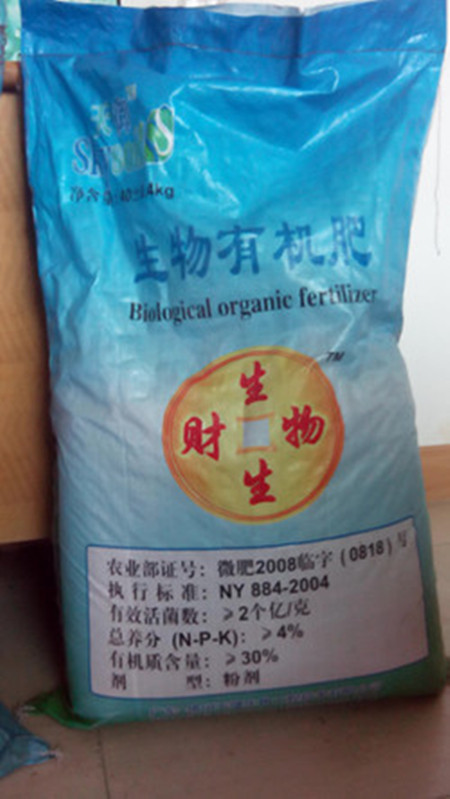 生物有机肥
Biological organic fertilizer
TM
生
财 物
生
农业部证号：微肥2008临字（0818）号
执行标准：NY 884-2004
有效活菌数：≥2个亿/克
总养分 (N-P-K)：≥4%
有机质含量：≥30%
剂 型：粉剂